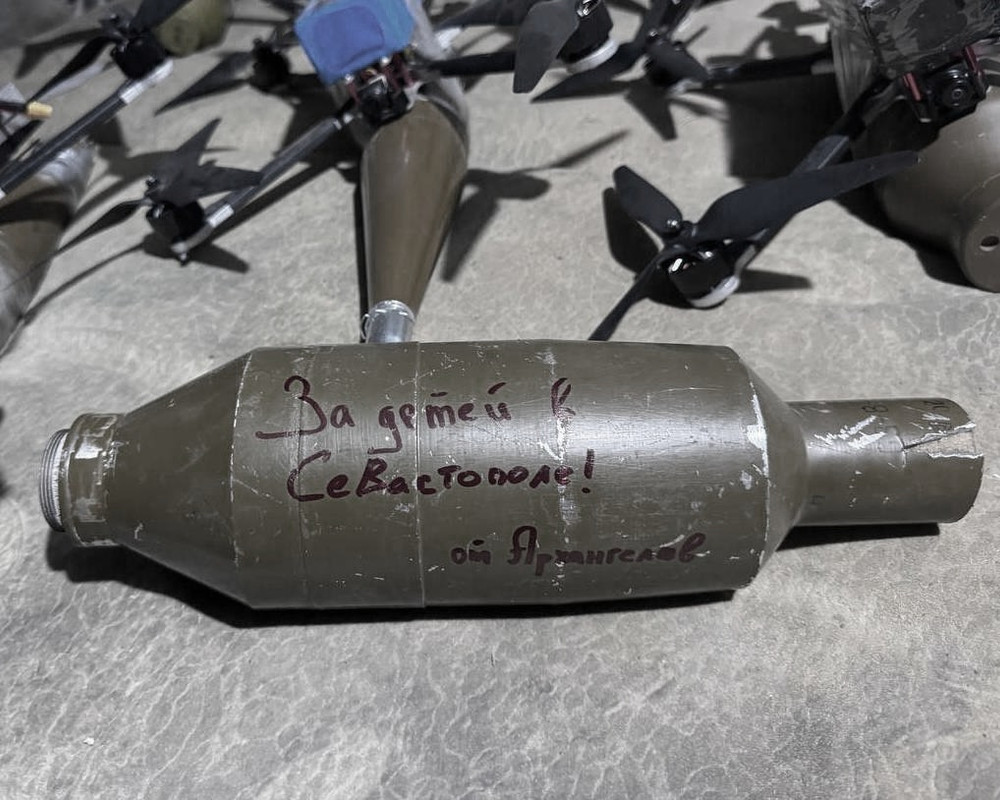 За детей в
Севастополе!
от Архангелов